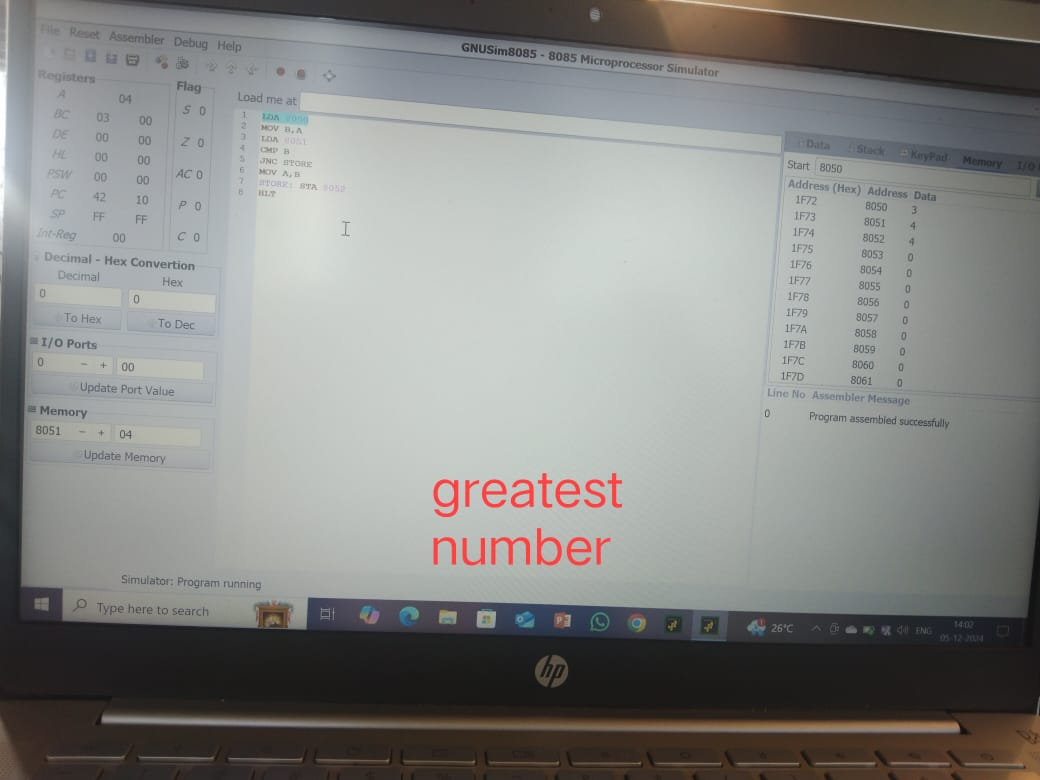 File Reset Assembler Debug Help
GNUSim8085 - 8085 Microprocessor Simulator
Registers
A 04
BC 03 00
DE 00 00
HL 00 00
PSW 00 00
PC 42 10
SP FF FF
Int-Reg 00
Flag
S 0
Z 0
AC 0
P 0
C 0
Decimal - Hex Convertion
Decimal Hex
0 0
To Hex To Dec
I/O Ports
0 - + 00
Update Port Value
Memory
8051 - + 04
Update Memory
Load me at
1 LDA 8050
2 MOV B,A
3 LDA 8051
4 CMP B
5 JNC STORE
6 MOV A,B
7 STORE: STA 8052
8 HLT
Data Stack KeyPad Memory I/O
Start 8050
Address (Hex) Address Data
1F72 8050 3
1F73 8051 4
1F74 8052 4
1F75 8053 0
1F76 8054 0
1F77 8055 0
1F78 8056 0
1F79 8057 0
1F7A 8058 0
1F7B 8059 0
1F7C 8060 0
1F7D 8061 0
Line No Assembler Message
0 Program assembled successfully
greatest
number
Simulator: Program running
Type here to search
26°C
ENG
14:02
05-12-2024
hp